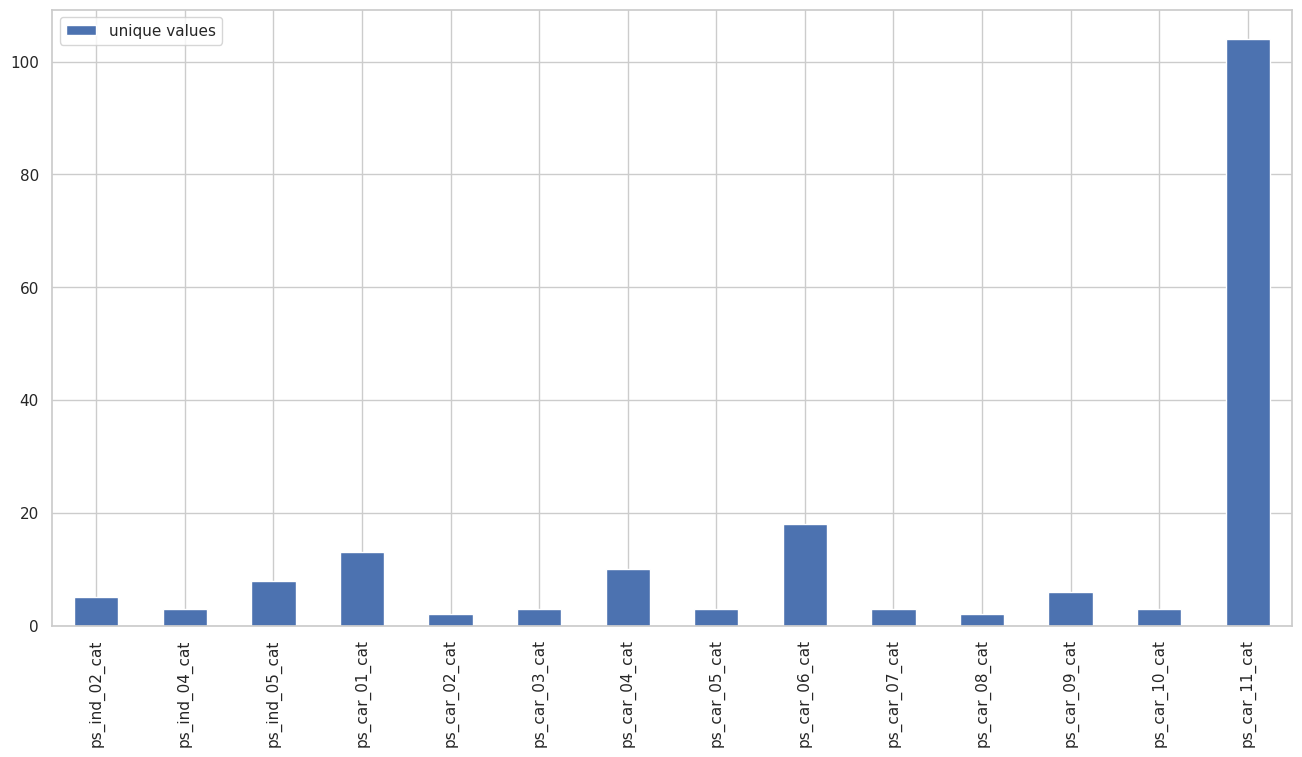 unique values
100
80
60
40
20
0
ps_ind_02_cat
ps_ind_04_cat
ps_ind_05_cat
ps_car_01_cat
ps_car_02_cat
ps_car_03_cat
ps_car_04_cat
ps_car_05_cat
ps_car_06_cat
ps_car_07_cat
ps_car_08_cat
ps_car_09_cat
ps_car_10_cat
ps_car_11_cat